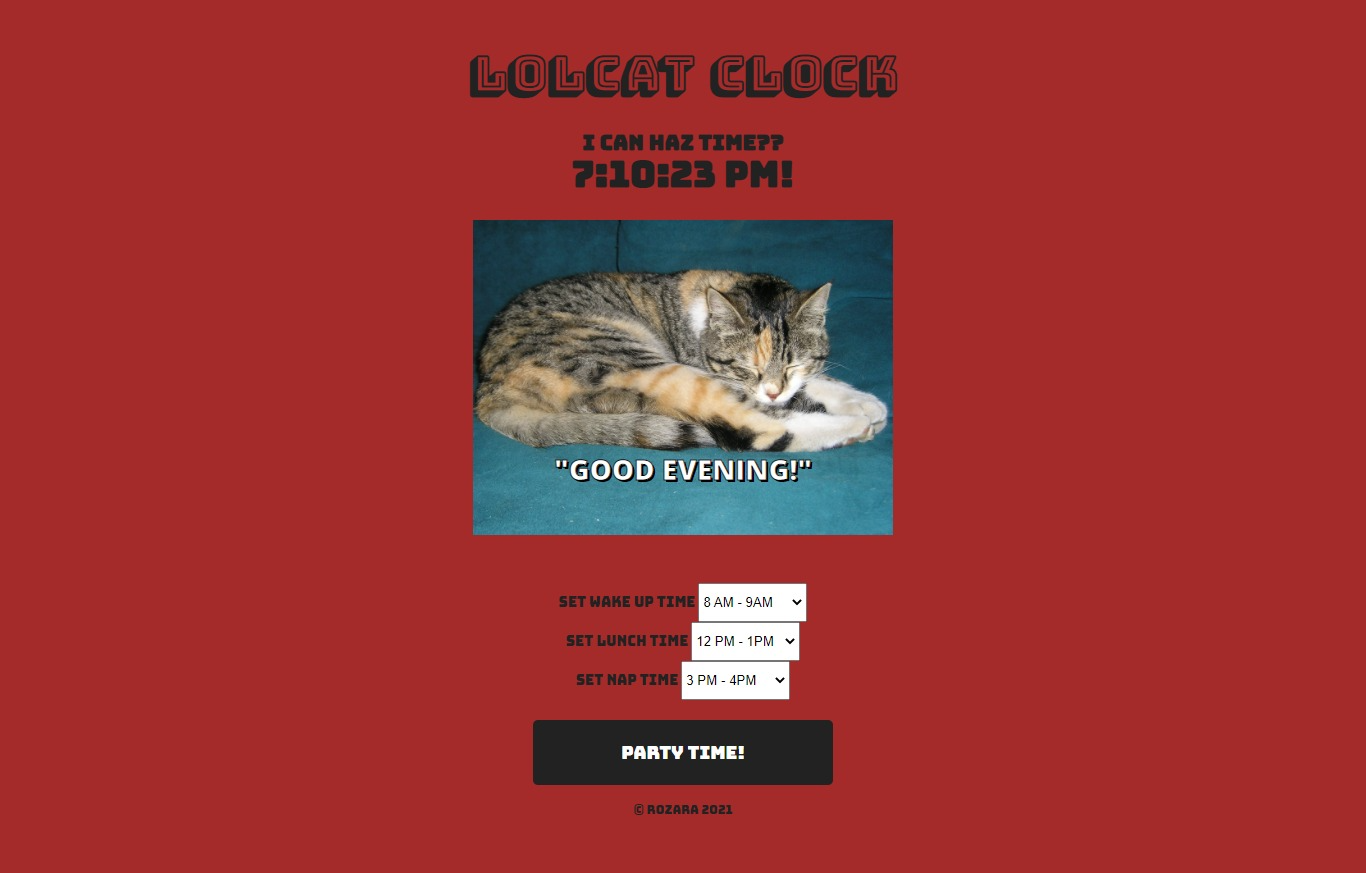 LOLCAT CLOCK
I CAN HAZ TIME??
7:10:23 PM!
"GOOD EVENING!"
SET WAKE UP TIME 8 AM - 9AM
SET LUNCH TIME 12 PM - 1PM
SET NAP TIME 3 PM - 4PM
PARTY TIME!
© ROZARA 2021